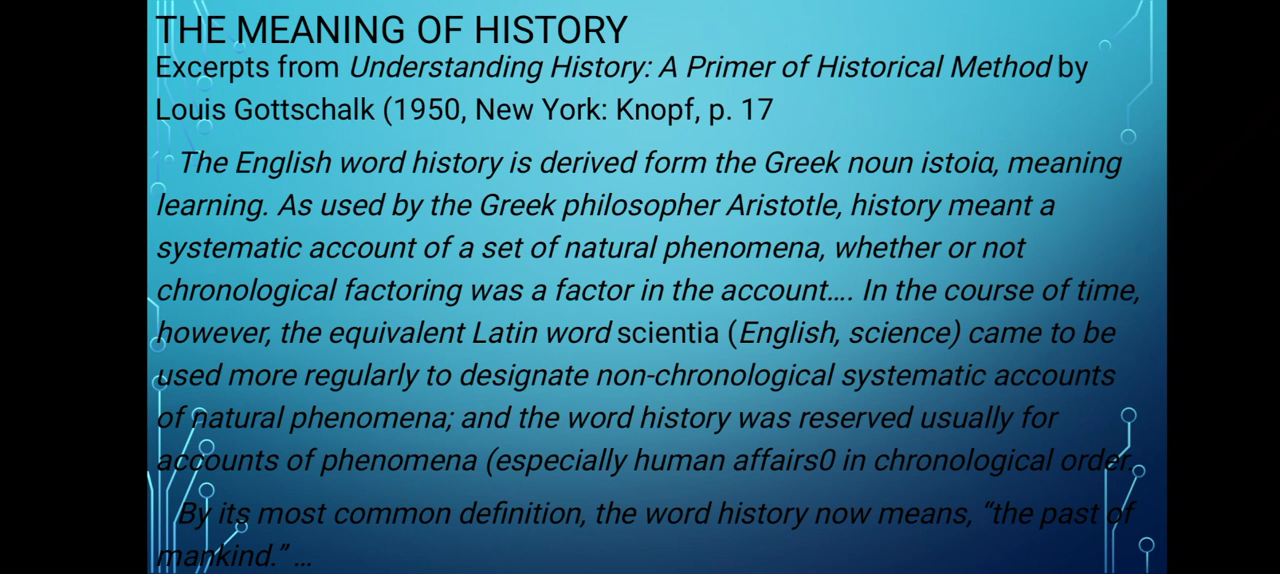 THE MEANING OF HISTORY
Excerpts from Understanding History: A Primer of Historical Method by
Louis Gottschalk (1950, New York: Knopf, p. 17
The English word history is derived form the Greek noun istoiα, meaning
learning. As used by the Greek philosopher Aristotle, history meant a
systematic account of a set of natural phenomena, whether or not
chronological factoring was a factor in the account.... In the course of time,
however, the equivalent Latin word scientia (English, science) came to be
used more regularly to designate non-chronological systematic accounts
of natural phenomena; and the word history was reserved usually for
accounts of phenomena (especially human affairs0 in chronological order.
By its most common definition, the word history now means, “the past of
mankind.” ...